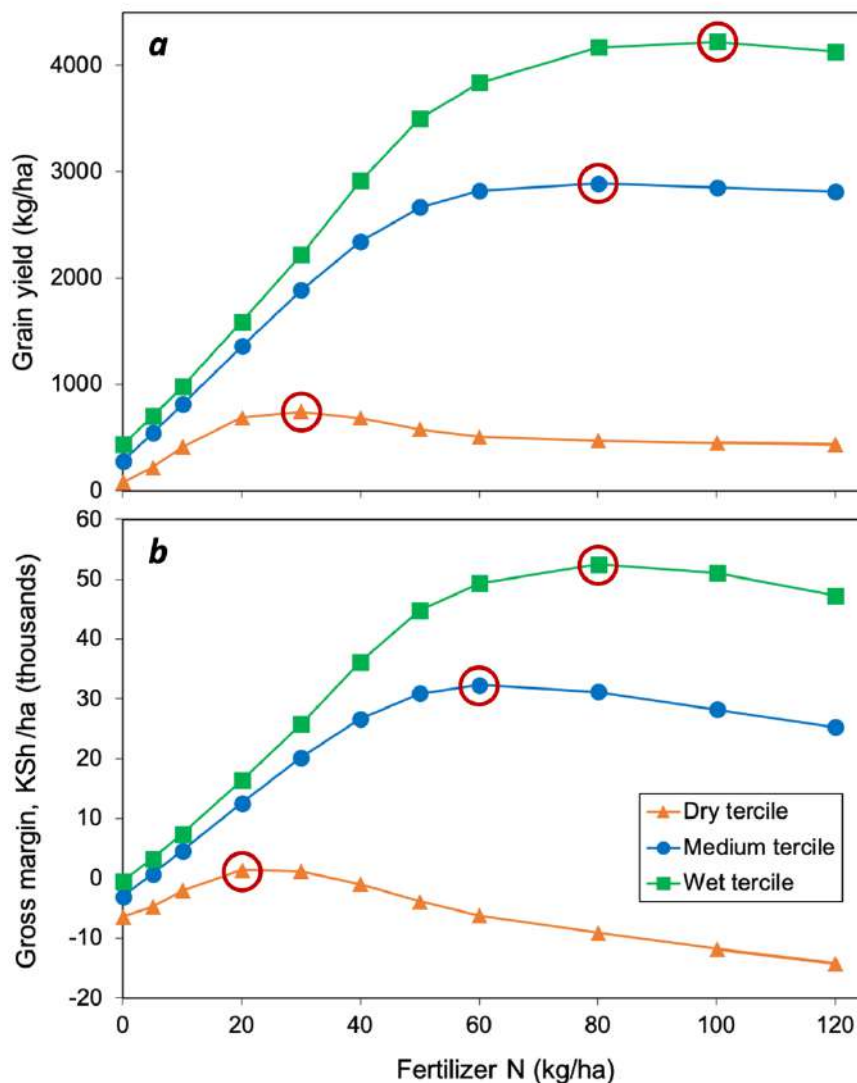 a
Grain yield (kg/ha)
4000
3000
2000
1000
0
b
Gross margin, KSh/ha (thousands)
60
50
40
30
20
10
0
-10
-20
Dry tercile
Medium tercile
Wet tercile
0 20 40 60 80 100 120
Fertilizer N (kg/ha)